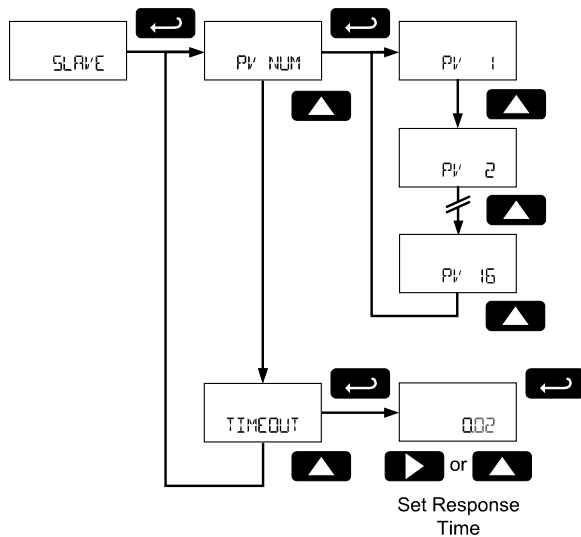 SLAVE
PV NUM
PV 1
PV 2
PV 16
TIMEOUT
0.02
or
Set Response
Time